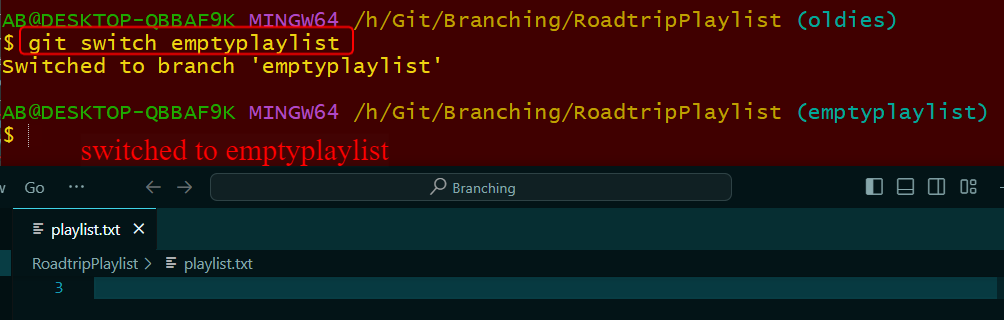 AB@DESKTOP-QBBAF9K MINGW64 /h/Git/Branching/RoadtripPlaylist (oldies)
$ git switch emptyplaylist
Switched to branch 'emptyplaylist'
AB@DESKTOP-QBBAF9K MINGW64 /h/Git/Branching/RoadtripPlaylist (emptyplaylist)
$
switched to emptyplaylist
w Go ··· ← → Branching
playlist.txt ×
RoadtripPlaylist > playlist.txt
3